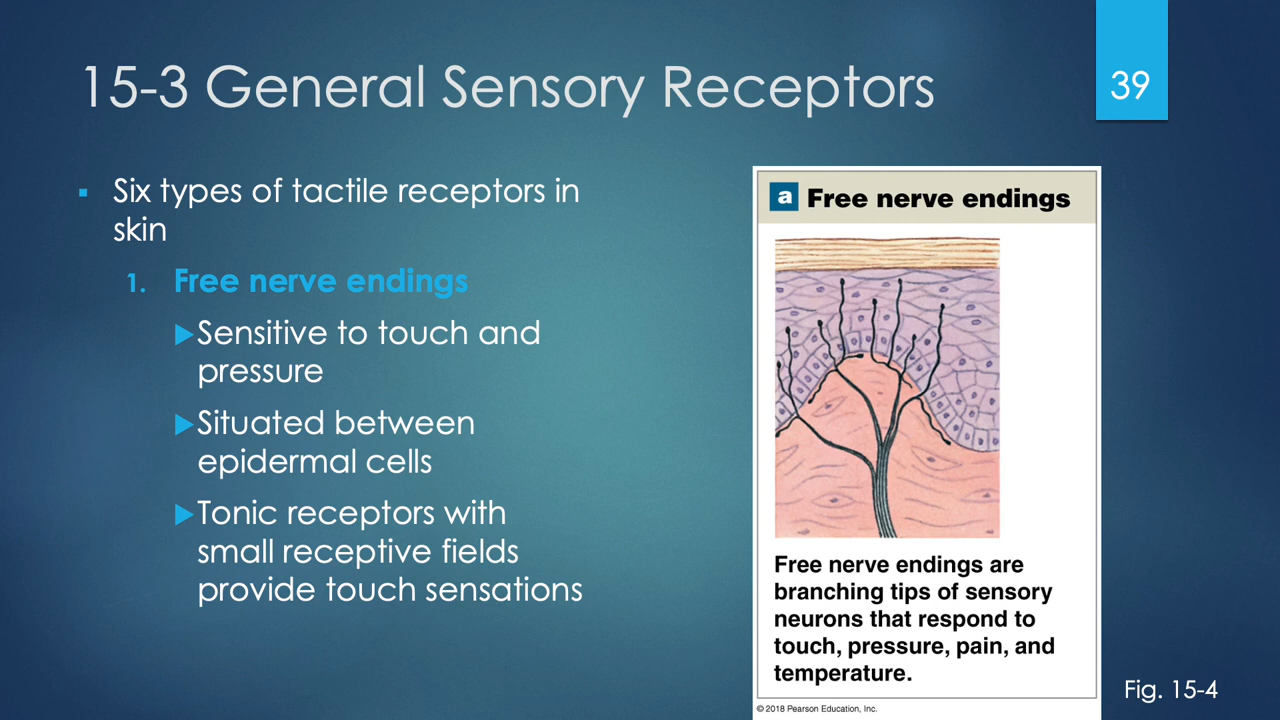 15-3 General Sensory Receptors
39
Six types of tactile receptors in
skin
1. Free nerve endings
Sensitive to touch and
pressure
Situated between
epidermal cells
Tonic receptors with
small receptive fields
provide touch sensations
a Free nerve endings
Free nerve endings are
branching tips of sensory
neurons that respond to
touch, pressure, pain, and
temperature.
© 2018 Pearson Education, Inc.
Fig. 15-4